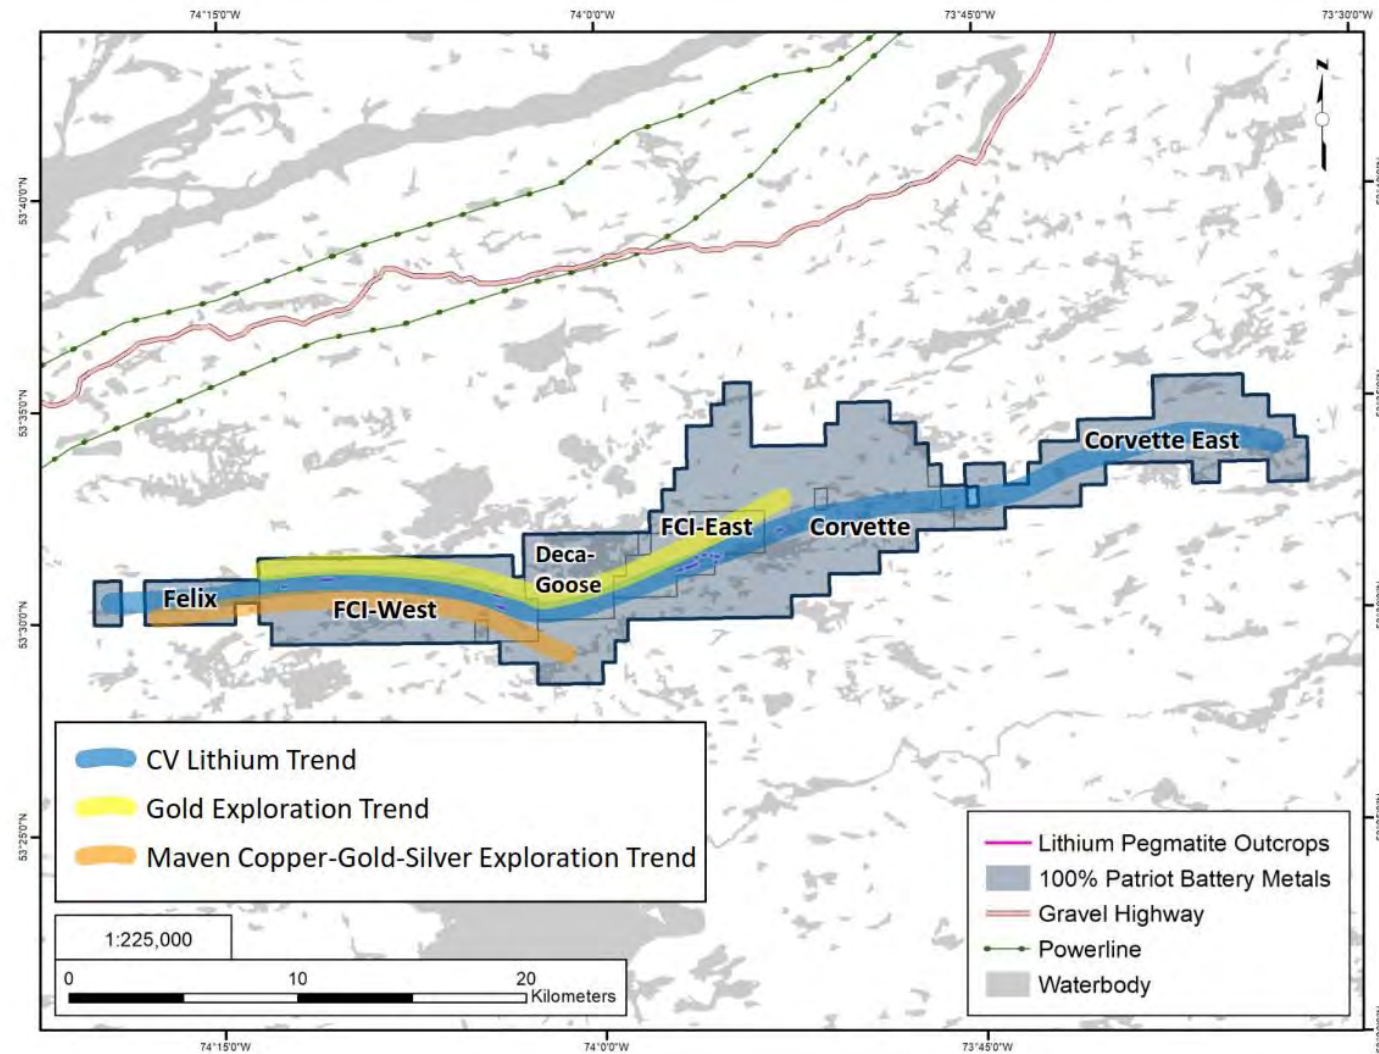 74°15'0"W
74°0'0"W
73°45'0"W
73°30'0"W
N
53°40'0"N
53°35'0"N
53°30'0"N
53°25'0"N
Corvette East
FCI-East
Corvette
Deca-
Goose
Felix
FCI-West
CV Lithium Trend
Gold Exploration Trend
Maven Copper-Gold-Silver Exploration Trend
1:225,000
0 10 20
Kilometers
Lithium Pegmatite Outcrops
100% Patriot Battery Metals
Gravel Highway
Powerline
Waterbody
74°15'0"W
74°0'0"W
73°45'0"W